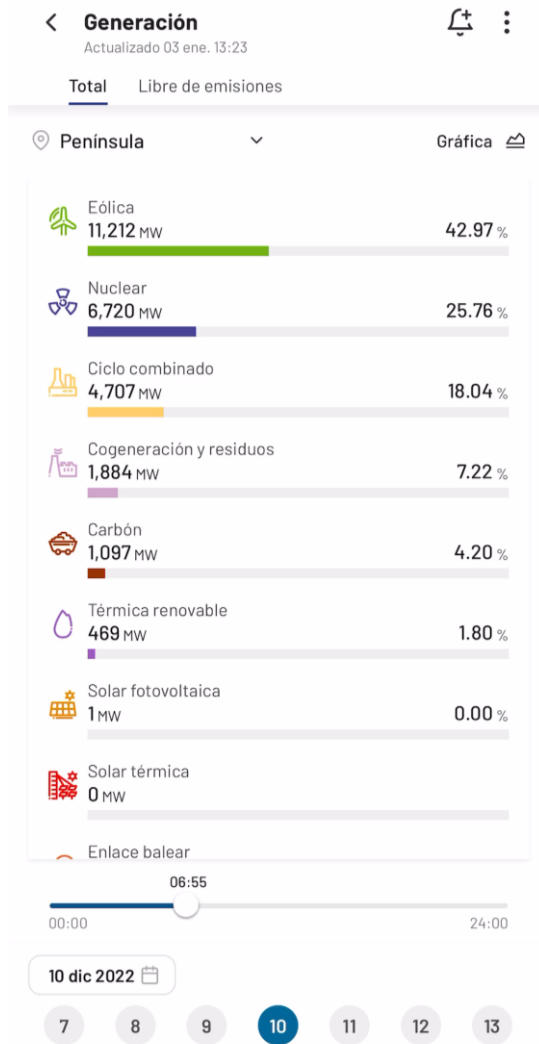 Generación
Actualizado 03 ene. 13:23
Total Libre de emisiones
Península Gráfica
Eólica
11,212 MW 42.97 %
Nuclear
6,720 MW 25.76 %
Ciclo combinado
4,707 MW 18.04 %
Cogeneración y residuos
1,884 MW 7.22 %
Carbón
1,097 MW 4.20 %
Térmica renovable
469 MW 1.80 %
Solar fotovoltaica
1 MW 0.00 %
Solar térmica
0 MW
Enlace balear
06:55
00:00 24:00
10 dic 2022
7 8 9 10 11 12 13